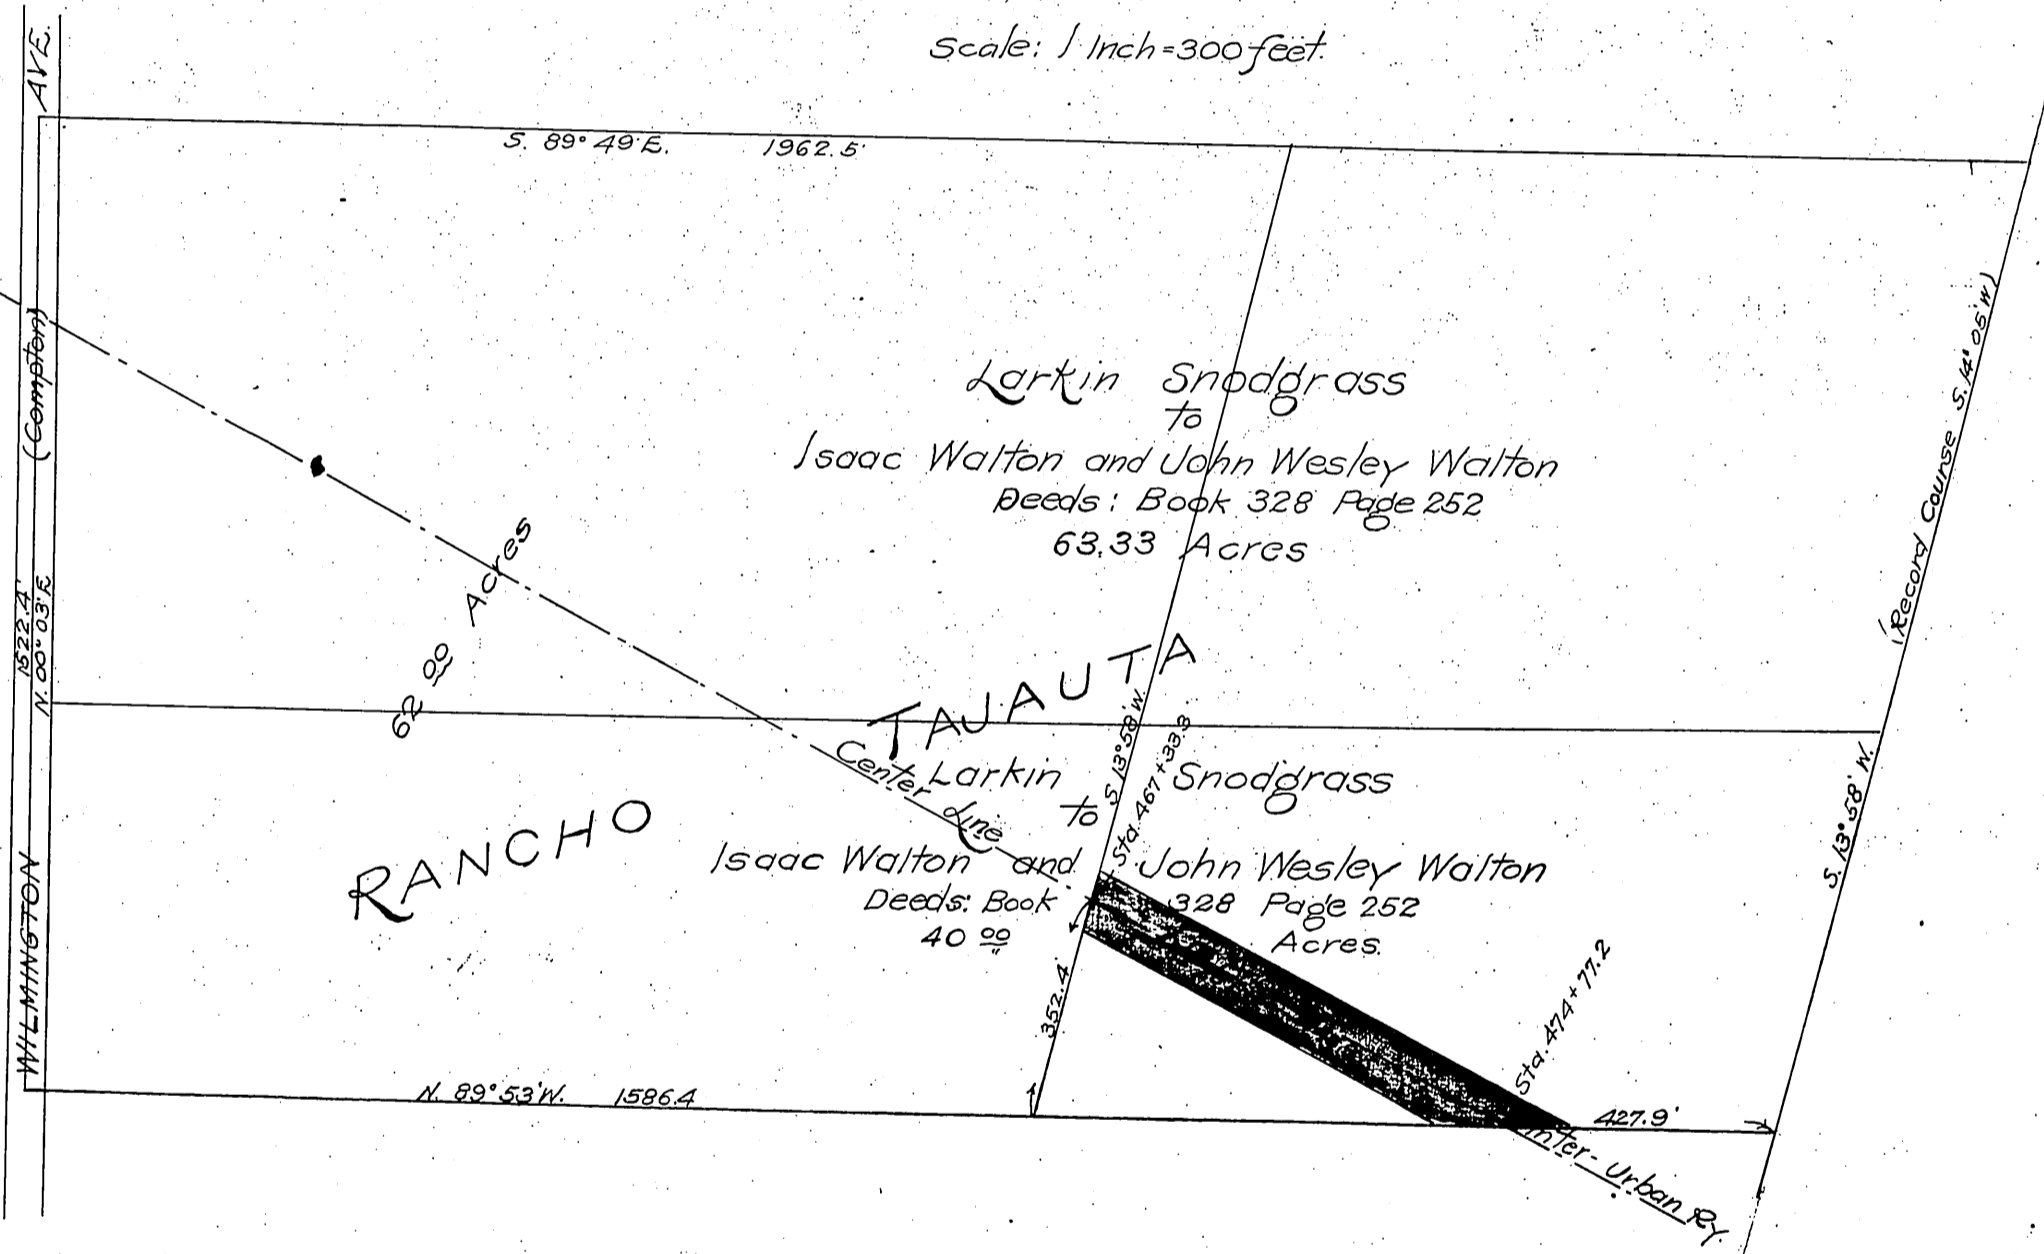 Scale: 1 Inch=300 feet.
AVE.
S. 89° 49' E. 1962.5'
(Compton)
(Record Course S. 14° 05' W)
Larkin Snodgrass
to
Isaac Walton and John Wesley Walton
Deeds: Book 328 Page 252
63.33 Acres
62 00 Acres
1522.4'
N. 00° 03' E
RANCHO TAJAUTA
S 13° 58' W.
Sta. 467+33.3
S. 13° 58' W.
Center Line
Larkin Snodgrass
to
Isaac Walton and John Wesley Walton
Deeds: Book 328 Page 252
40 00 Acres.
WILMINGTON
352.4'
Sta. 474+77.2
N. 89° 53' W. 1586.4
427.9'
Inter-Urban Ry.